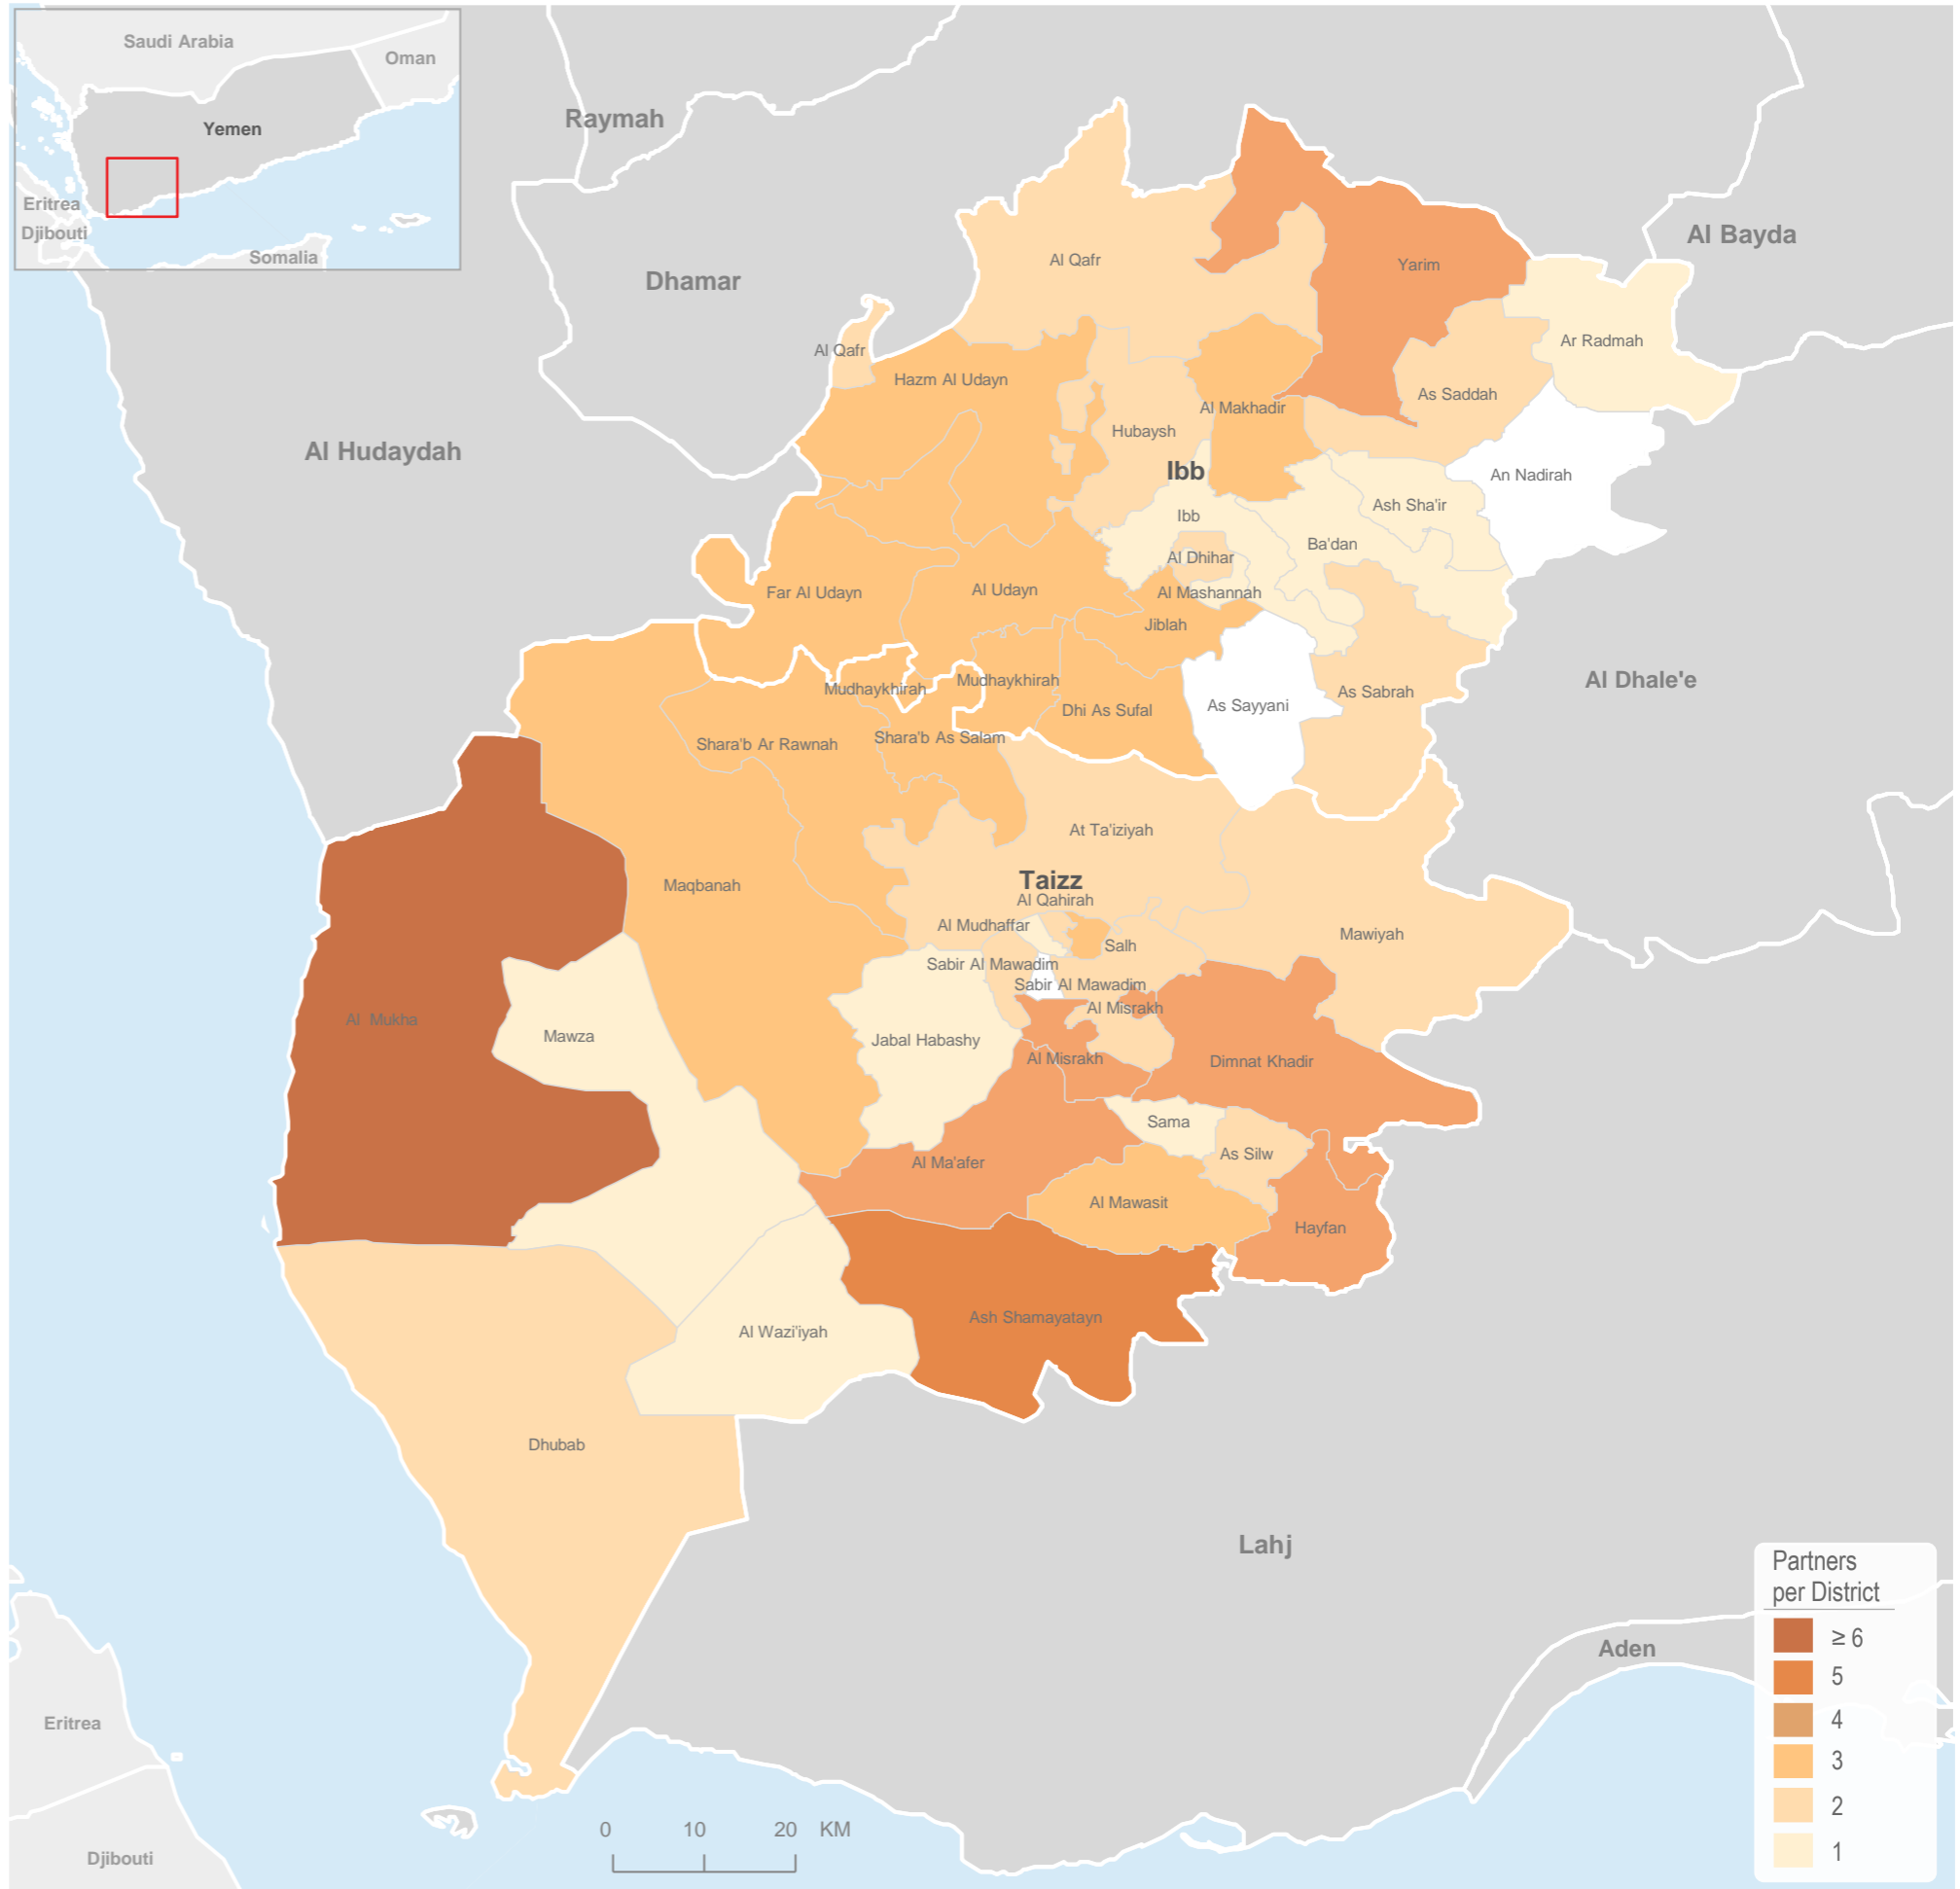 Saudi Arabia
Oman
Yemen
Eritrea
Djibouti
Somalia
Raymah
Al Bayda
Dhamar
Al Qafr
Yarim
Ar Radmah
Al Qafr
Hazm Al Udayn
As Saddah
Al Makhadir
Hubaysh
Al Hudaydah
Ibb
An Nadirah
Ash Sha'ir
Ibb
Ba'dan
Al Dhihar
Far Al Udayn
Al Udayn
Al Mashannah
Jiblah
Mudhaykhirah
Mudhaykhirah
As Sabrah
Al Dhale'e
Dhi As Sufal
As Sayyani
Shara'b Ar Rawnah
Shara'b As Salam
At Ta'iziyah
Maqbanah
Taizz
Al Qahirah
Al Mudhaffar
Salh
Mawiyah
Sabir Al Mawadim
Sabir Al Mawadim
Al Misrakh
Al Mukha
Mawza
Jabal Habashy
Al Misrakh
Dimnat Khadir
Sama
As Silw
Al Ma'afer
Al Mawasit
Hayfan
Ash Shamayatayn
Al Wazi'iyah
Dhubab
Lahj
Aden
Eritrea
Djibouti
0 10 20 KM
Partners
per District
≥ 6
5
4
3
2
1